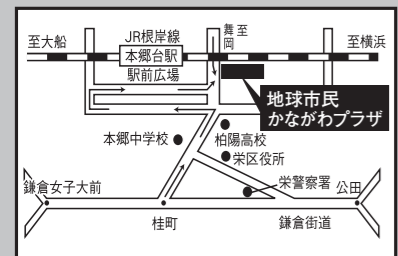 至大船
JR根岸線
本郷台駅
駅前広場
至
舞岡
至横浜
地球市民
かながわプラザ
本郷中学校
柏陽高校
栄区役所
栄警察署
公田
鎌倉女子大前
桂町
鎌倉街道